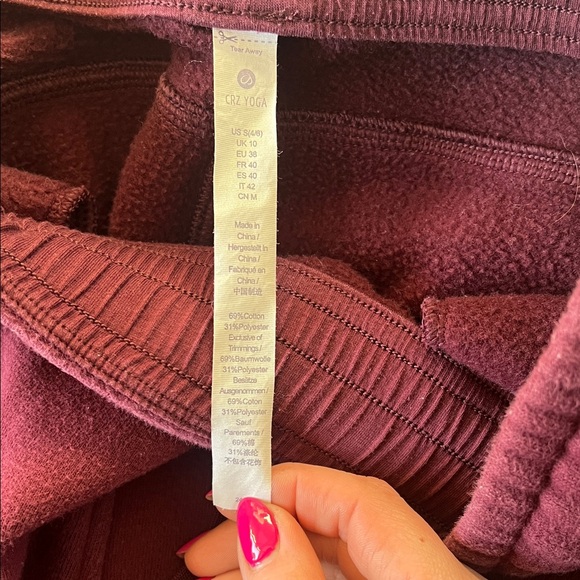 Tear Away
CRZ YOGA
US S(4/6)
UK 10
EU 38
FR 40
ES 40
IT 42
CN M
Made in
China /
Hergestellt in
China /
Fabriqué en
China /
中国制造
69%Cotton
31%Polyester
Exclusive of
Trimmings /
69%Baumwolle
31%Polyester
Besätze
Ausgenommen /
69%Coton
31%Polyester
Sauf
Parements /
69%棉
31%涤纶
不包含花饰